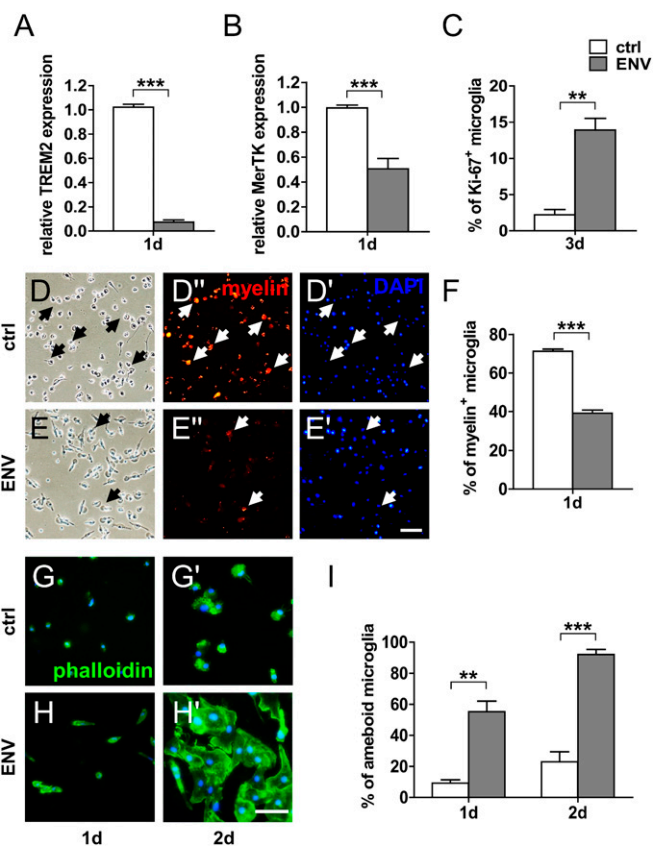 A
relative TREM2 expression
1.2
1.0
0.8
0.6
0.4
0.2
0.0
***
1d
B
relative MerTK expression
1.2
1.0
0.8
0.6
0.4
0.2
0.0
***
1d
C
ctrl
ENV
% of Ki-67+ microglia
20
15
10
5
0
**
3d
ctrl
D
D''
myelin
D'
DAPI
ENV
E
E''
E'
F
% of myelin+ microglia
80
60
40
20
0
***
1d
ctrl
G
phalloidin
G'
ENV
H
H'
1d
2d
I
% of ameboid microglia
100
80
60
40
20
0
**
***
1d
2d